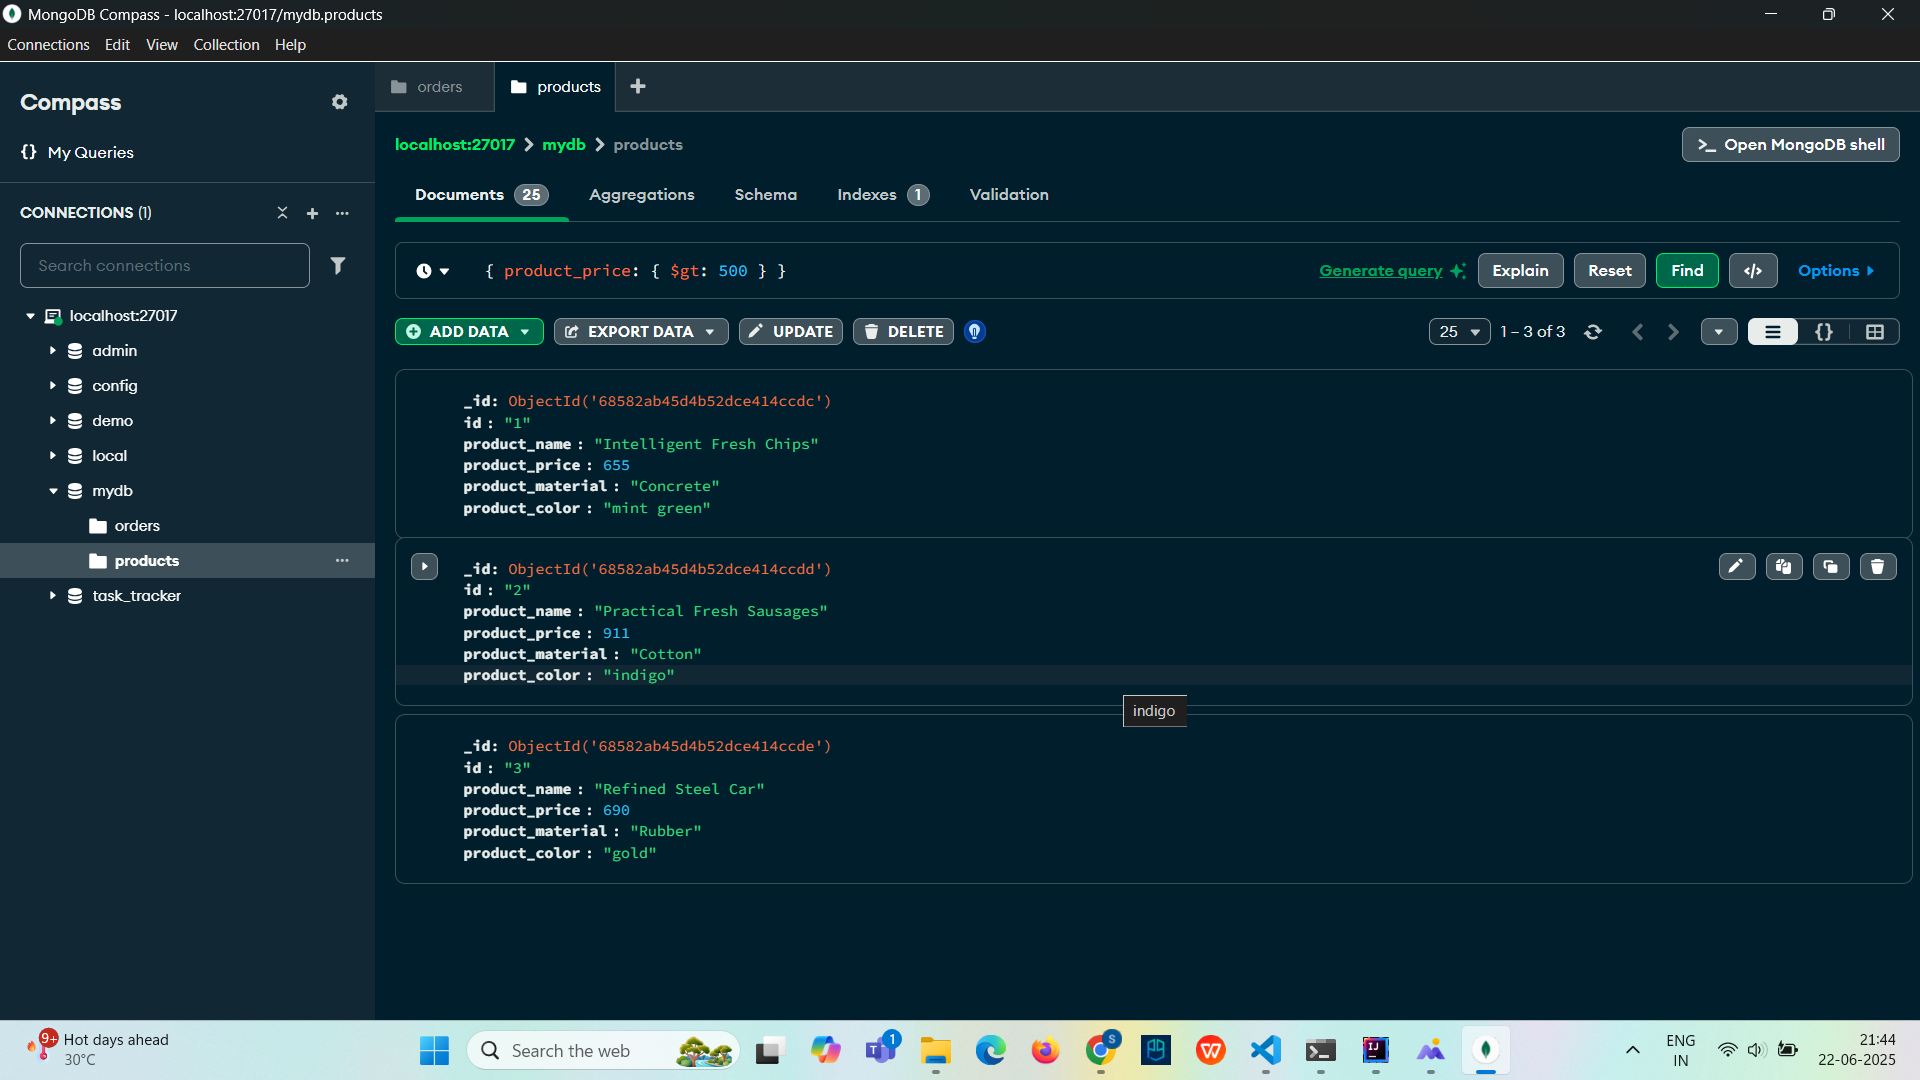 MongoDB Compass - localhost:27017/mydb.products
Connections Edit View Collection Help
Compass
{} My Queries
CONNECTIONS (1)
Search connections
localhost:27017
admin
config
demo
local
mydb
orders
products
task_tracker
orders products
localhost:27017 > mydb > products
>_ Open MongoDB shell
Documents 25 Aggregations Schema Indexes 1 Validation
{ product_price: { $gt: 500 } }
Generate query Explain Reset Find </> Options
ADD DATA EXPORT DATA UPDATE DELETE
25 1 – 3 of 3 {}
_id: ObjectId('68582ab45d4b52dce414ccdc')
id : "1"
product_name : "Intelligent Fresh Chips"
product_price : 655
product_material : "Concrete"
product_color : "mint green"
_id: ObjectId('68582ab45d4b52dce414ccdd')
id : "2"
product_name : "Practical Fresh Sausages"
product_price : 911
product_material : "Cotton"
product_color : "indigo"
indigo
_id: ObjectId('68582ab45d4b52dce414ccde')
id : "3"
product_name : "Refined Steel Car"
product_price : 690
product_material : "Rubber"
product_color : "gold"
9+ Hot days ahead
30°C
Search the web
1
S
IJ
ENG
IN
21:44
22-06-2025